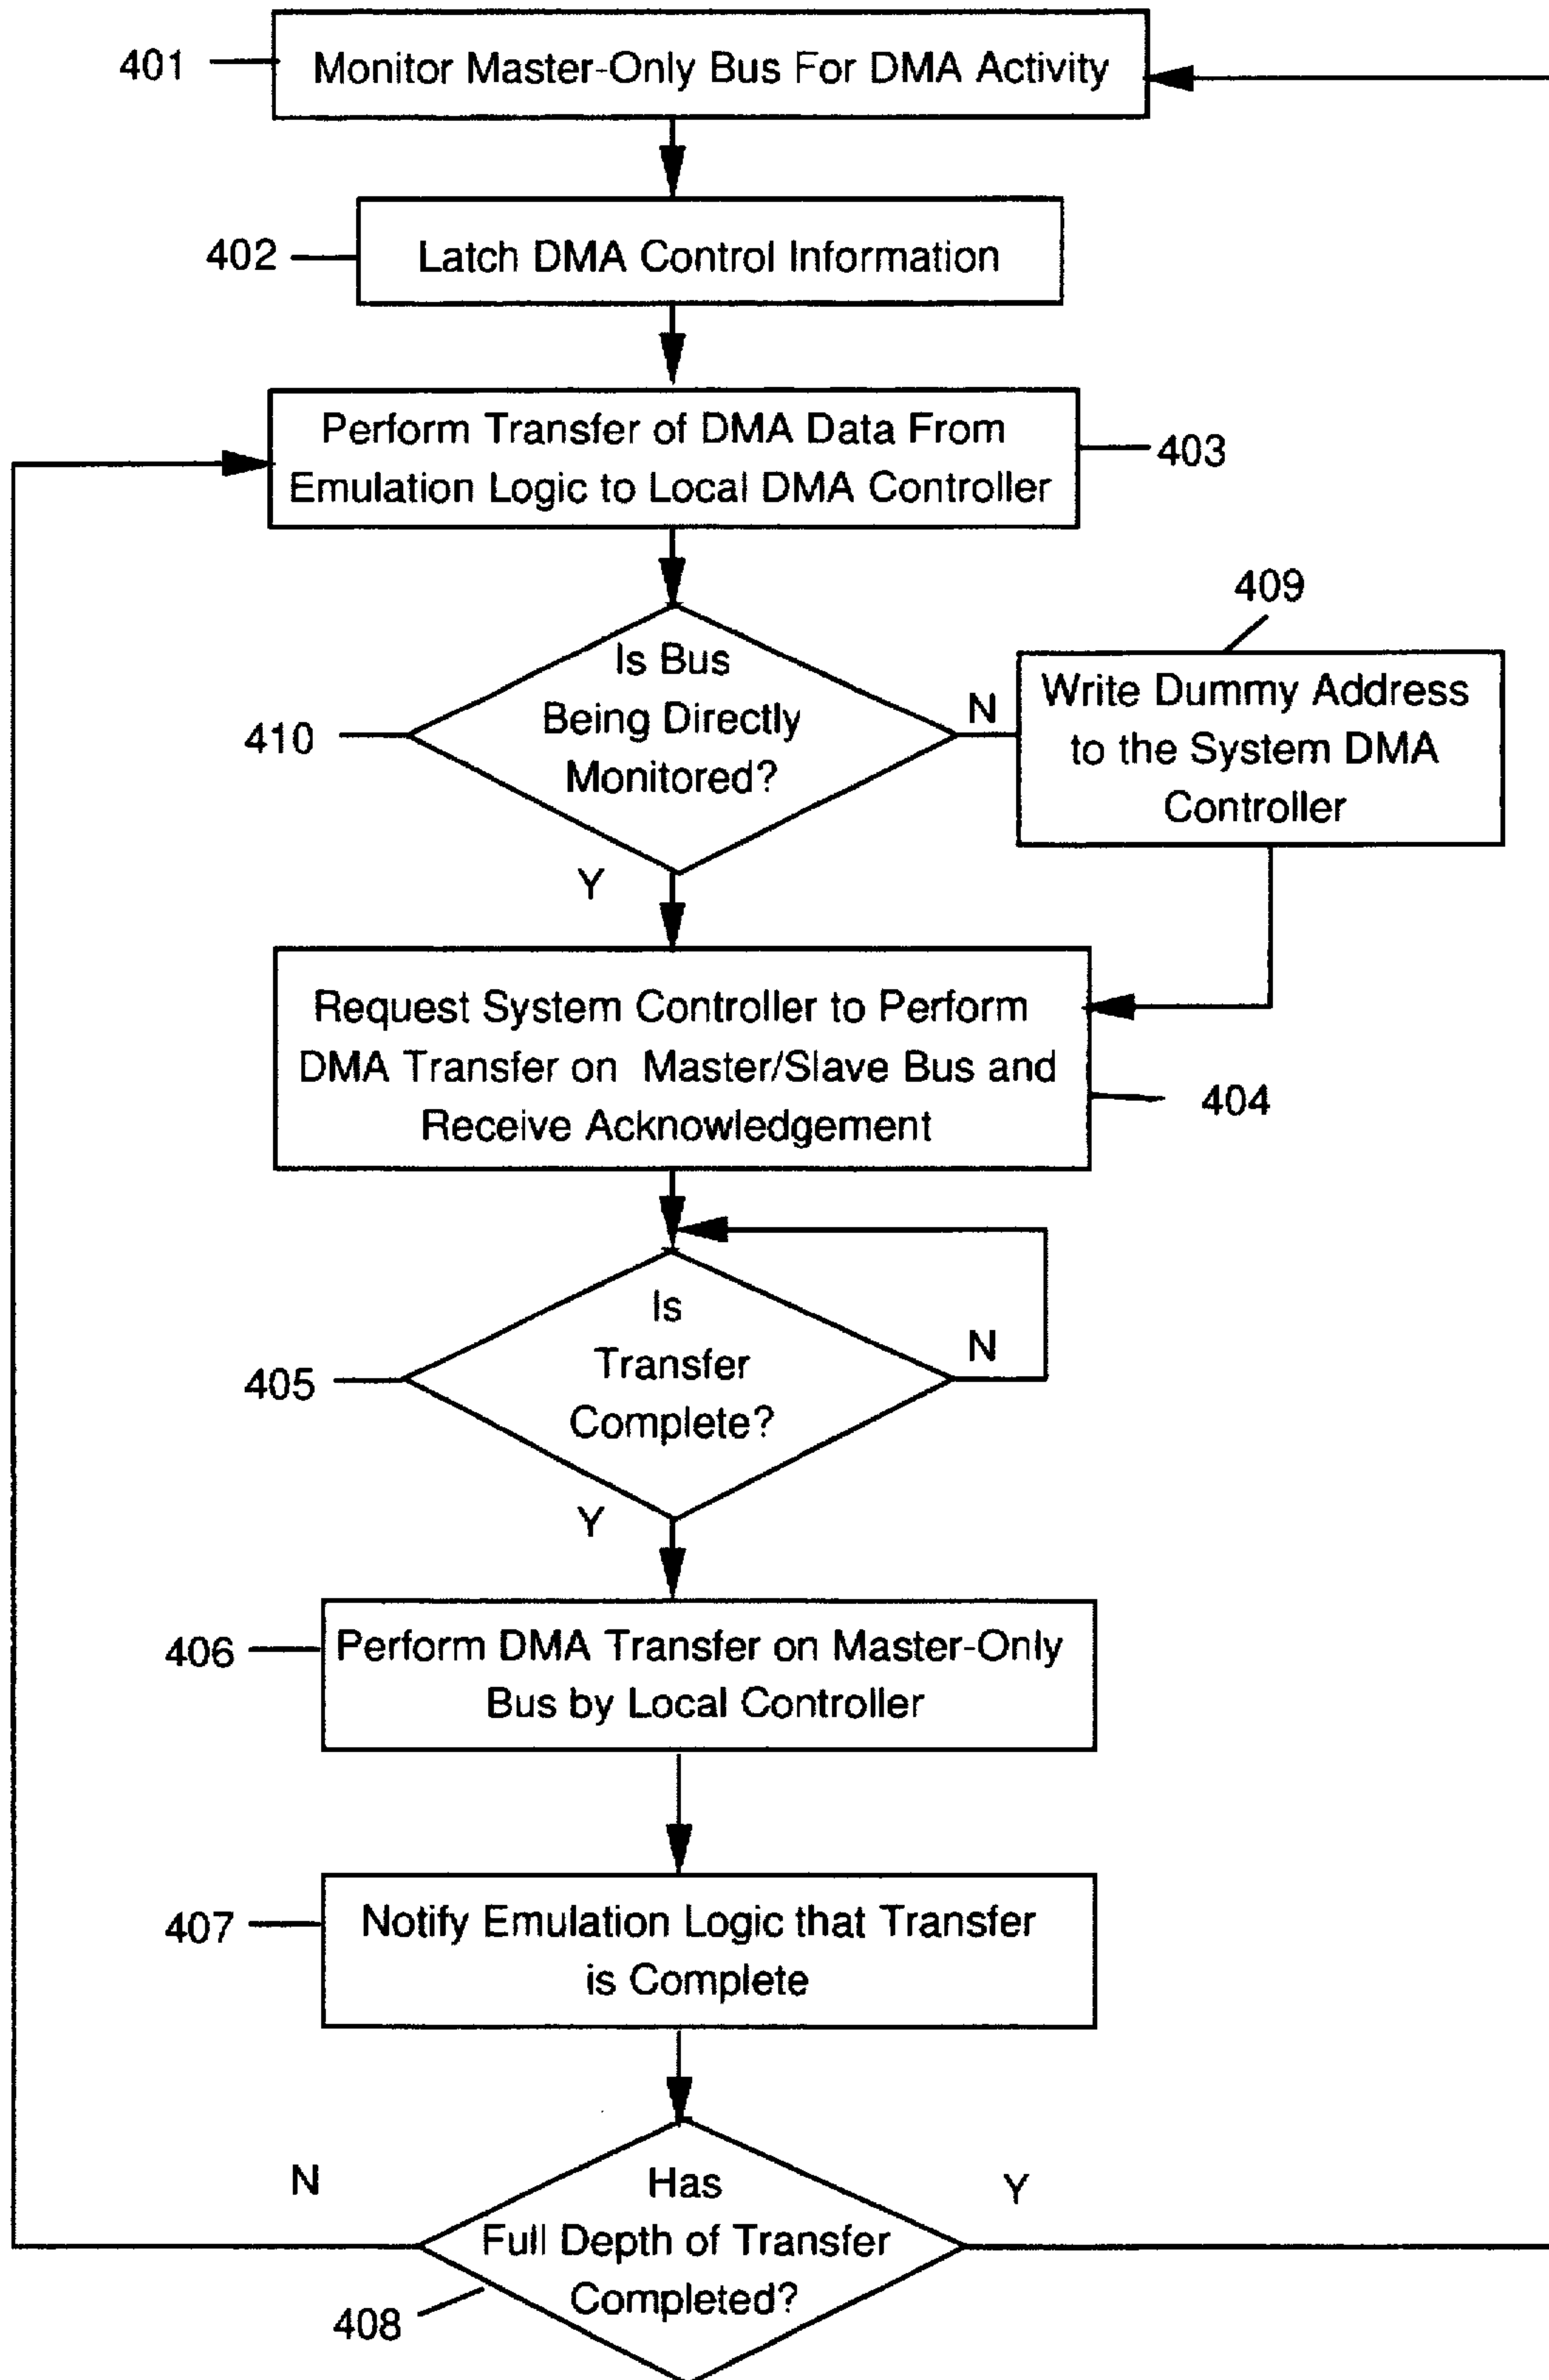 401
Monitor Master-Only Bus For DMA Activity
402
Latch DMA Control Information
Perform Transfer of DMA Data From
Emulation Logic to Local DMA Controller
403
409
Is Bus
Being Directly
Monitored?
410
N
Write Dummy Address
to the System DMA
Controller
Y
Request System Controller to Perform
DMA Transfer on Master/Slave Bus and
Receive Acknowledgement
404
Is
Transfer
Complete?
405
N
Y
406
Perform DMA Transfer on Master-Only
Bus by Local Controller
407
Notify Emulation Logic that Transfer
is Complete
N
Has
Full Depth of Transfer
Completed?
Y
408